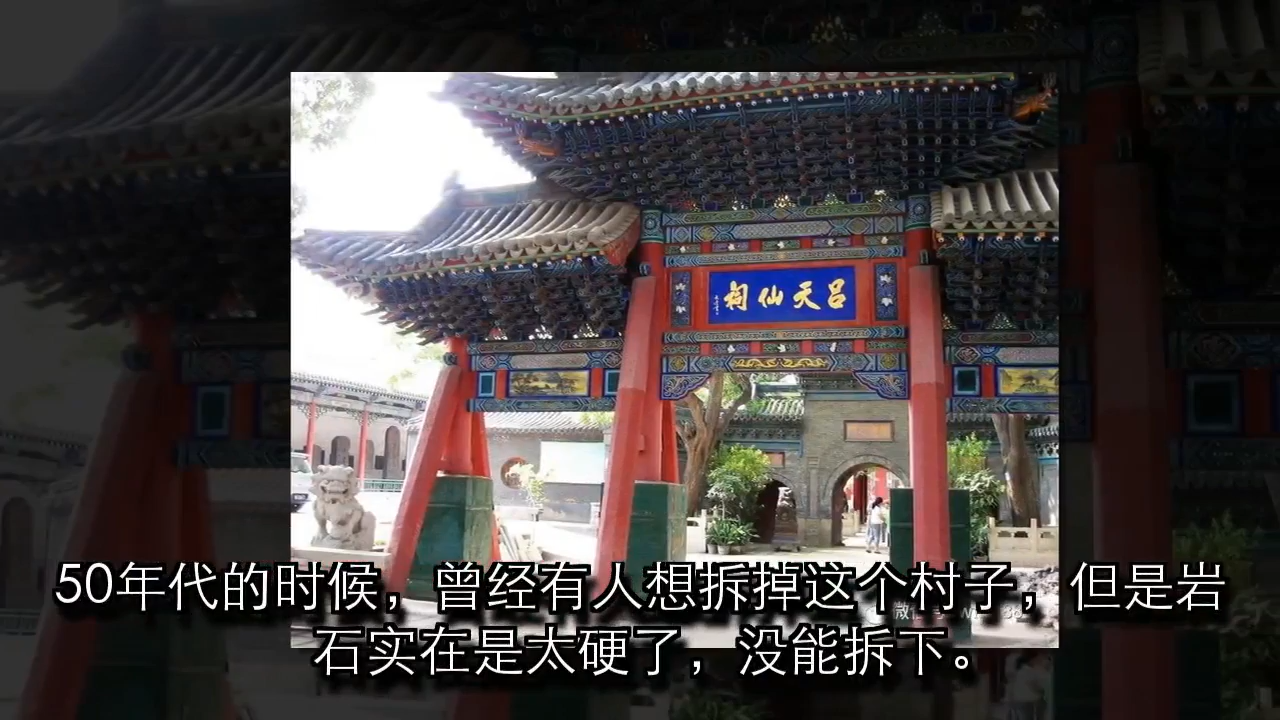 祠仙天吕
50年代的时候，曾经有人想拆掉这个村子，但是岩
石实在是太硬了，没能拆下。